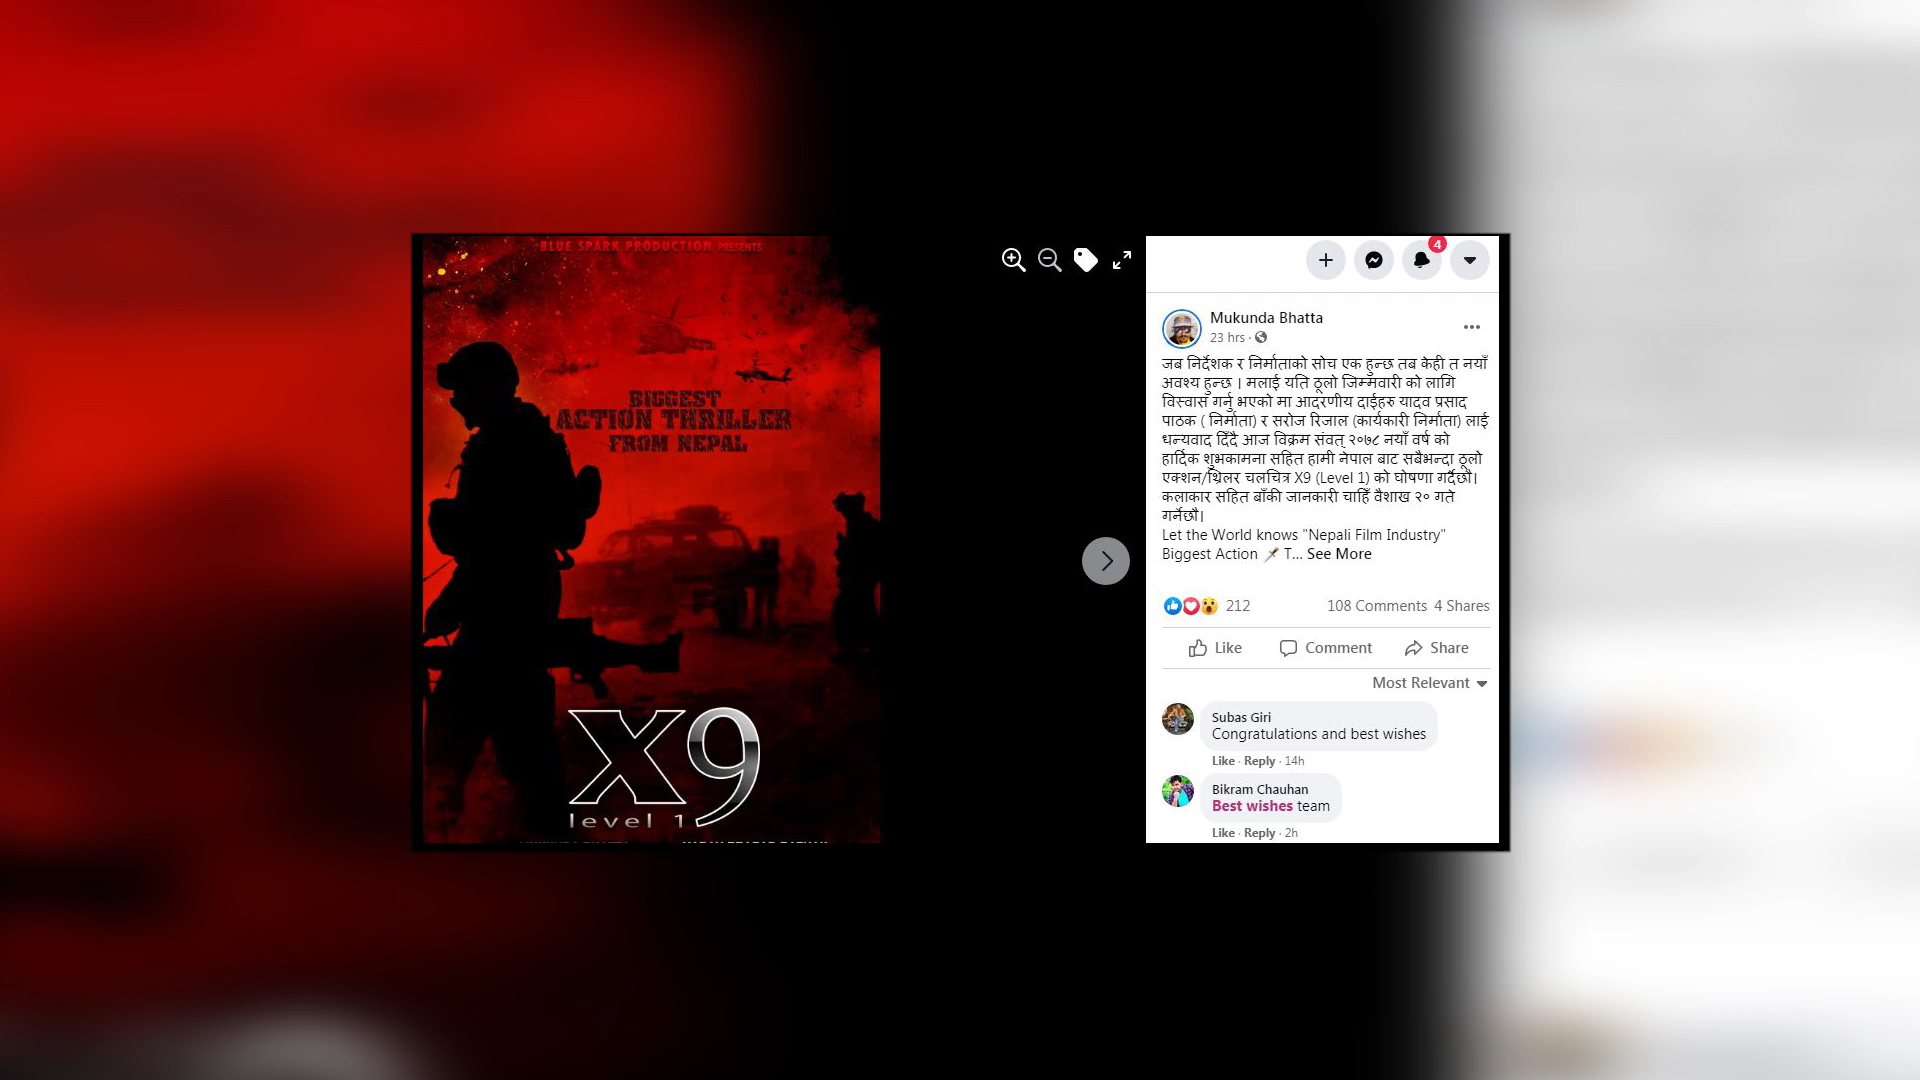 BLUE SPARK PRODUCTION PRESENTS
BIGGEST
ACTION THRILLER
FROM NEPAL
X9
level 1
4
Mukunda Bhatta
23 hrs ·
जब निर्देशक र निर्माताको सोच एक हुन्छ तब केही त नयाँ
अवश्य हुन्छ । मलाई यति ठूलो जिम्मवारी को लागि
विस्वास गर्नु भएको मा आदरणीय दाईहरु यादव प्रसाद
पाठक ( निर्माता) र सरोज रिजाल (कार्यकारी निर्माता) लाई
धन्यवाद दिँदै आज विक्रम संवत् २०७८ नयाँ वर्ष को
हार्दिक शुभकामना सहित हामी नेपाल बाट सबैभन्दा ठूलो
एक्शन/थ्रिलर चलचित्र X9 (Level 1) को घोषणा गर्दैछौ।
कलाकार सहित बाँकी जानकारी चाहिँ वैशाख २० गते
गर्नेछौ।
Let the World knows "Nepali Film Industry"
Biggest Action 🗡️ T... See More
212
108 Comments 4 Shares
Like Comment Share
Most Relevant
Subas Giri
Congratulations and best wishes
Like · Reply · 14h
Bikram Chauhan
Best wishes team
Like · Reply · 2h